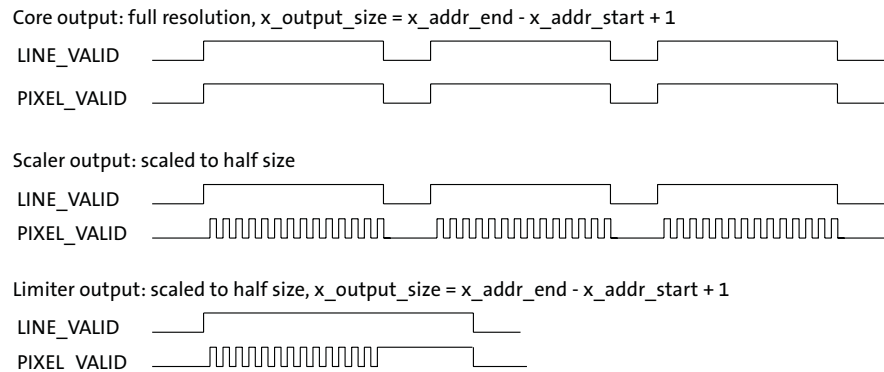 Core output: full resolution, x_output_size = x_addr_end - x_addr_start + 1
LINE_VALID
PIXEL_VALID
Scaler output: scaled to half size
LINE_VALID
PIXEL_VALID
Limiter output: scaled to half size, x_output_size = x_addr_end - x_addr_start + 1
LINE_VALID
PIXEL_VALID